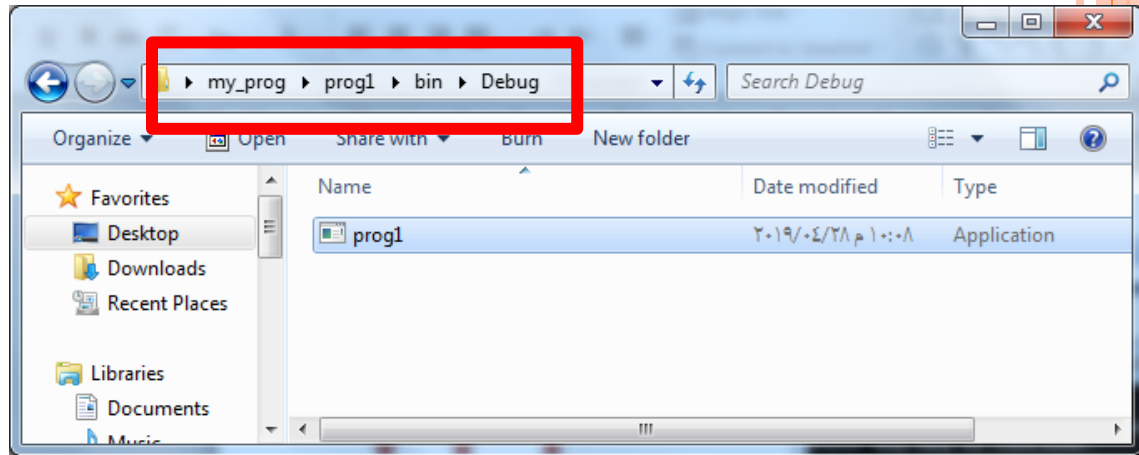 my_prog prog1 bin Debug Search Debug
Organize Open Share with Burn New folder ?
Name Date modified Type
Favorites
Desktop prog1 ٢٠١٩/٠٤/٢٨ م ١٠:٠٨ Application
Downloads
Recent Places
Libraries
Documents
Music